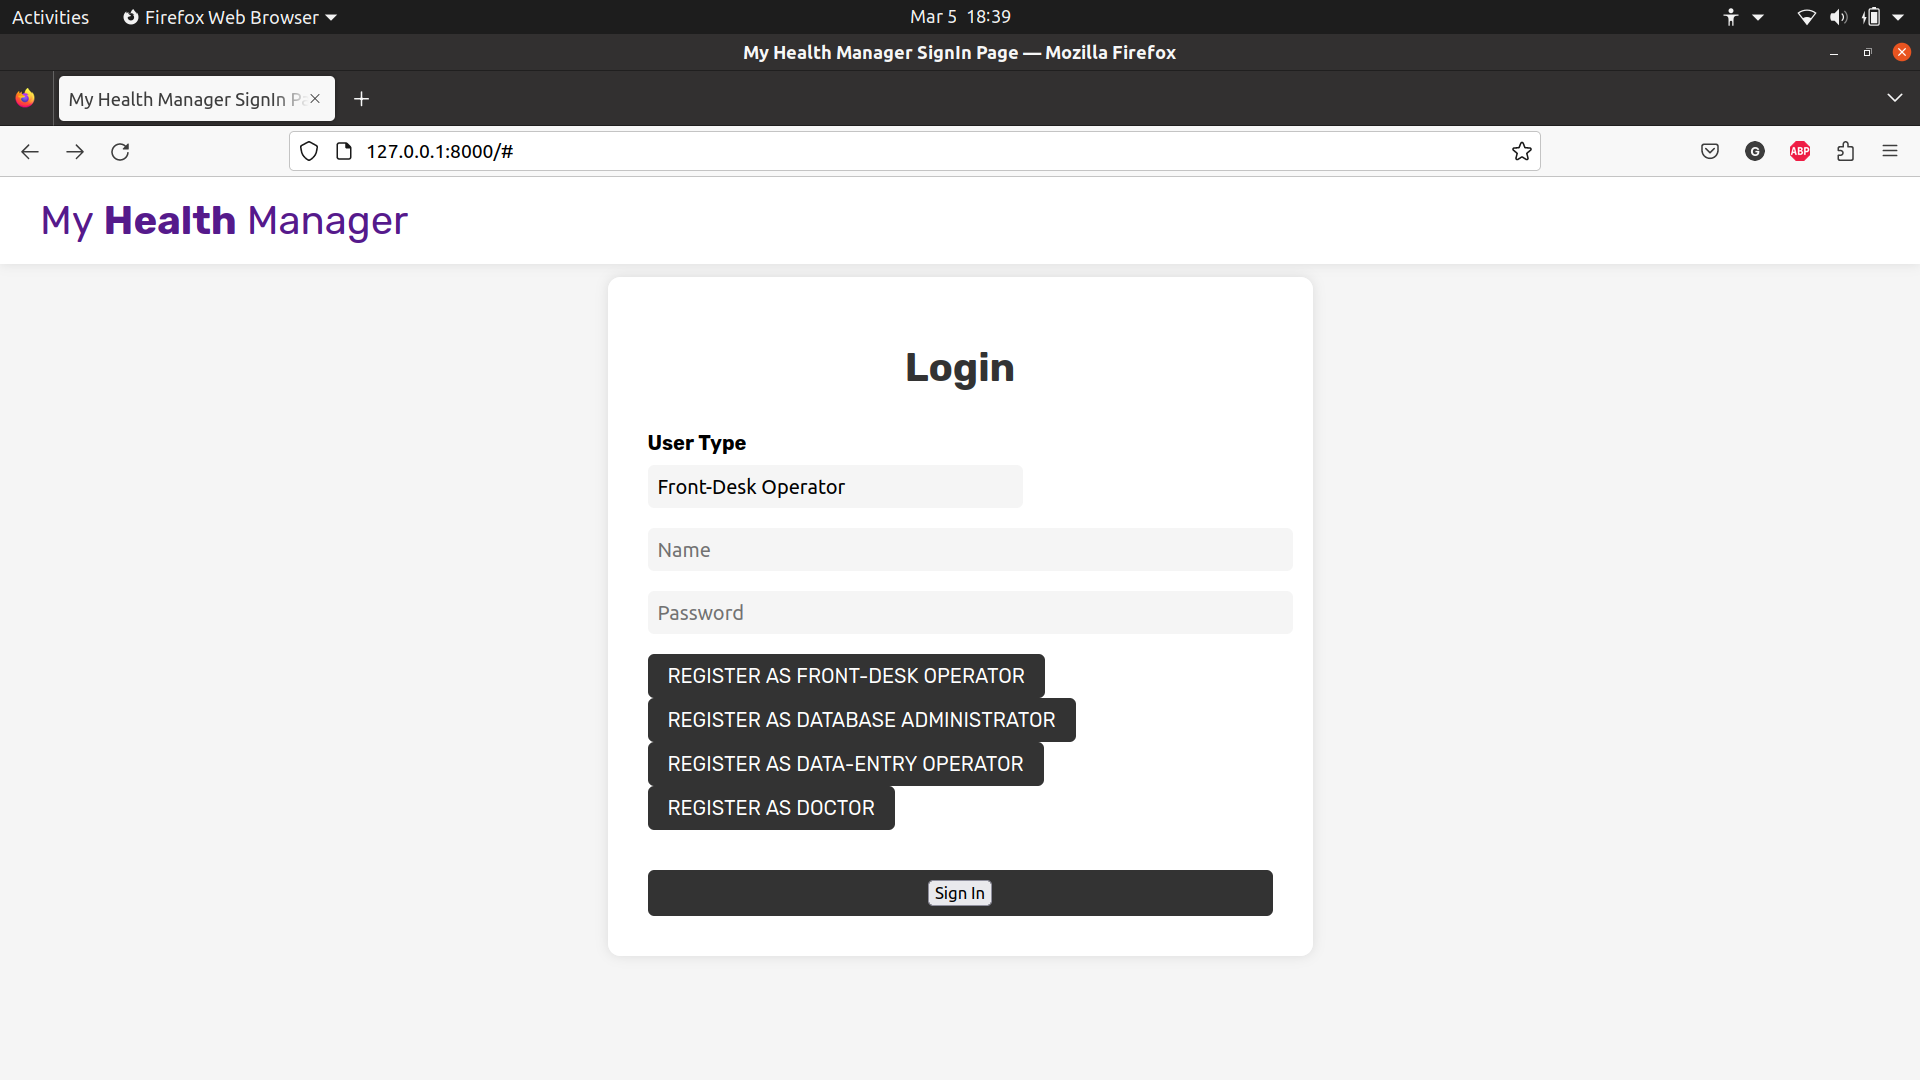 Activities Firefox Web Browser Mar 5 18:39
My Health Manager SignIn Page — Mozilla Firefox
My Health Manager SignIn Pa
127.0.0.1:8000/#
G ABP
My Health Manager
Login
User Type
Front-Desk Operator
Name
Password
REGISTER AS FRONT-DESK OPERATOR
REGISTER AS DATABASE ADMINISTRATOR
REGISTER AS DATA-ENTRY OPERATOR
REGISTER AS DOCTOR
Sign In